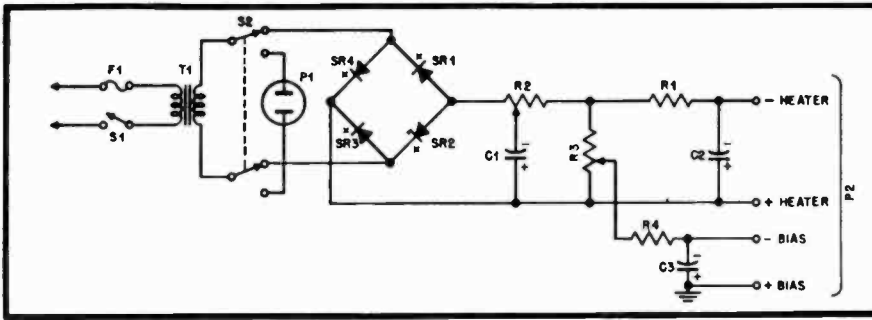 S2
F1
T1
P1
SR4
SR1
R2
R1
- HEATER
S1
SR3
SR2
C1
-
+
R3
C2
-
+
+ HEATER
P2
R4
- BIAS
C3
-
+
+ BIAS